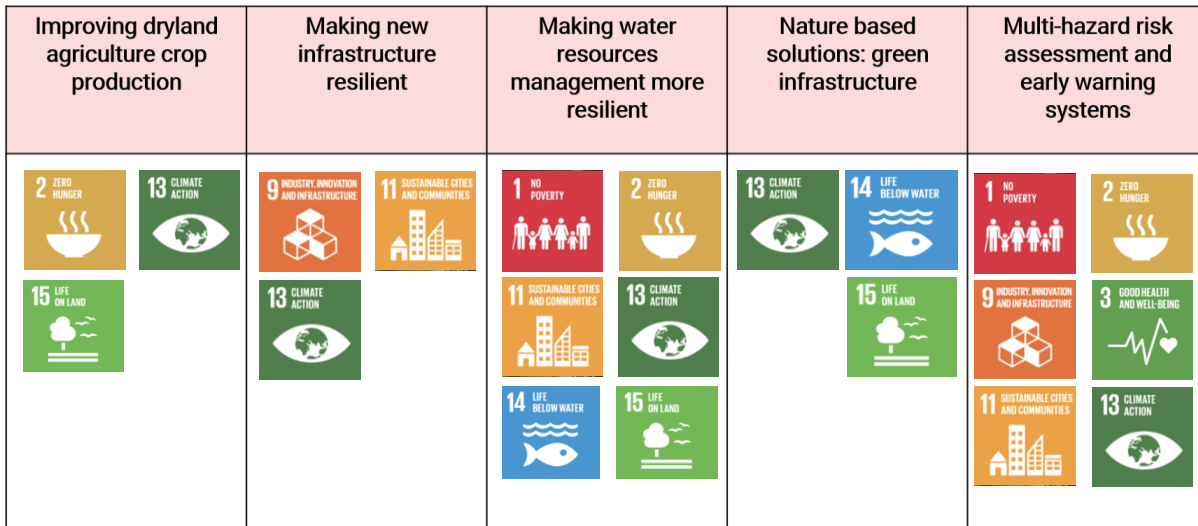 Improving dryland
agriculture crop
production
Making new
infrastructure
resilient
Making water
resources
management more
resilient
Nature based
solutions: green
infrastructure
Multi-hazard risk
assessment and
early warning
systems
2 ZERO
HUNGER
13 CLIMATE
ACTION
15 LIFE
ON LAND
9 INDUSTRY, INNOVATION
AND INFRASTRUCTURE
11 SUSTAINABLE CITIES
AND COMMUNITIES
13 CLIMATE
ACTION
1 NO
POVERTY
2 ZERO
HUNGER
11 SUSTAINABLE CITIES
AND COMMUNITIES
13 CLIMATE
ACTION
14 LIFE
BELOW WATER
15 LIFE
ON LAND
13 CLIMATE
ACTION
14 LIFE
BELOW WATER
15 LIFE
ON LAND
1 NO
POVERTY
2 ZERO
HUNGER
9 INDUSTRY, INNOVATION
AND INFRASTRUCTURE
3 GOOD HEALTH
AND WELL-BEING
11 SUSTAINABLE CITIES
AND COMMUNITIES
13 CLIMATE
ACTION